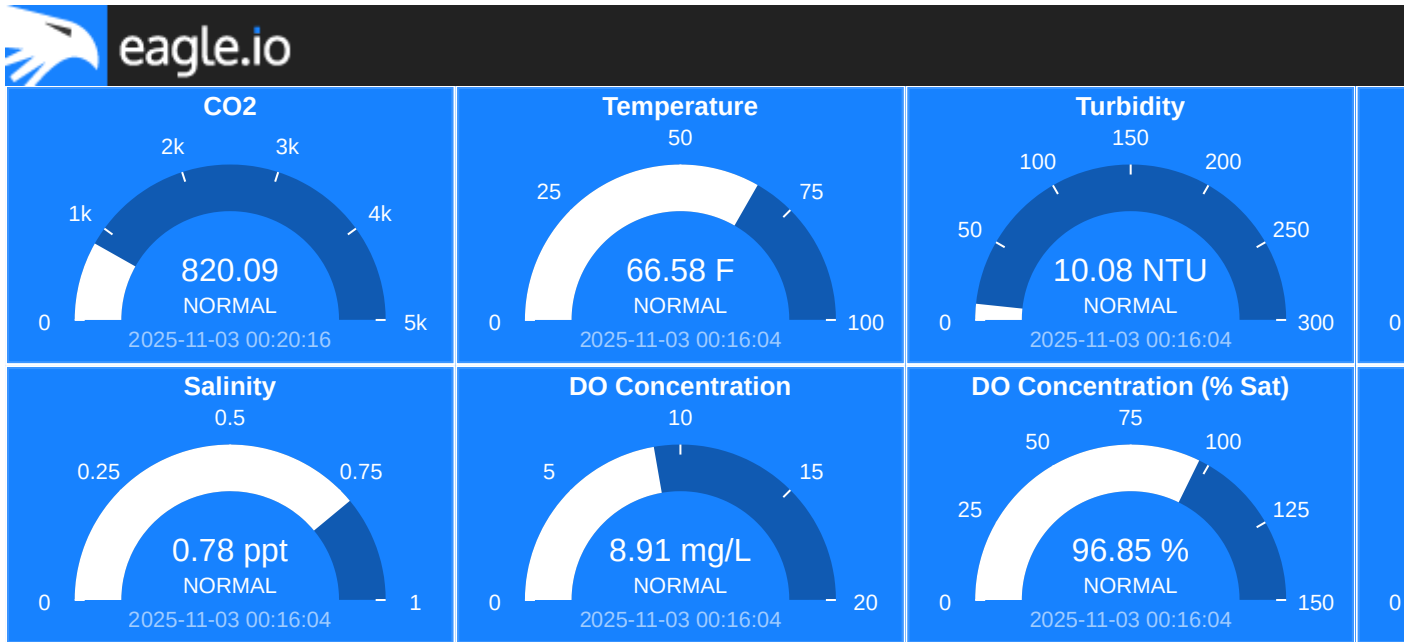 eagle.io
CO2
2k 3k
1k 4k
820.09
NORMAL
0 5k
2025-11-03 00:20:16
Temperature
50
25 75
66.58 F
NORMAL
0 100
2025-11-03 00:16:04
Turbidity
150
100 200
50 250
10.08 NTU
NORMAL
0 300
2025-11-03 00:16:04
0
Salinity
0.5
0.25 0.75
0.78 ppt
NORMAL
0 1
2025-11-03 00:16:04
DO Concentration
10
5 15
8.91 mg/L
NORMAL
0 20
2025-11-03 00:16:04
DO Concentration (% Sat)
75
50 100
25 125
96.85 %
NORMAL
0 150
2025-11-03 00:16:04
0